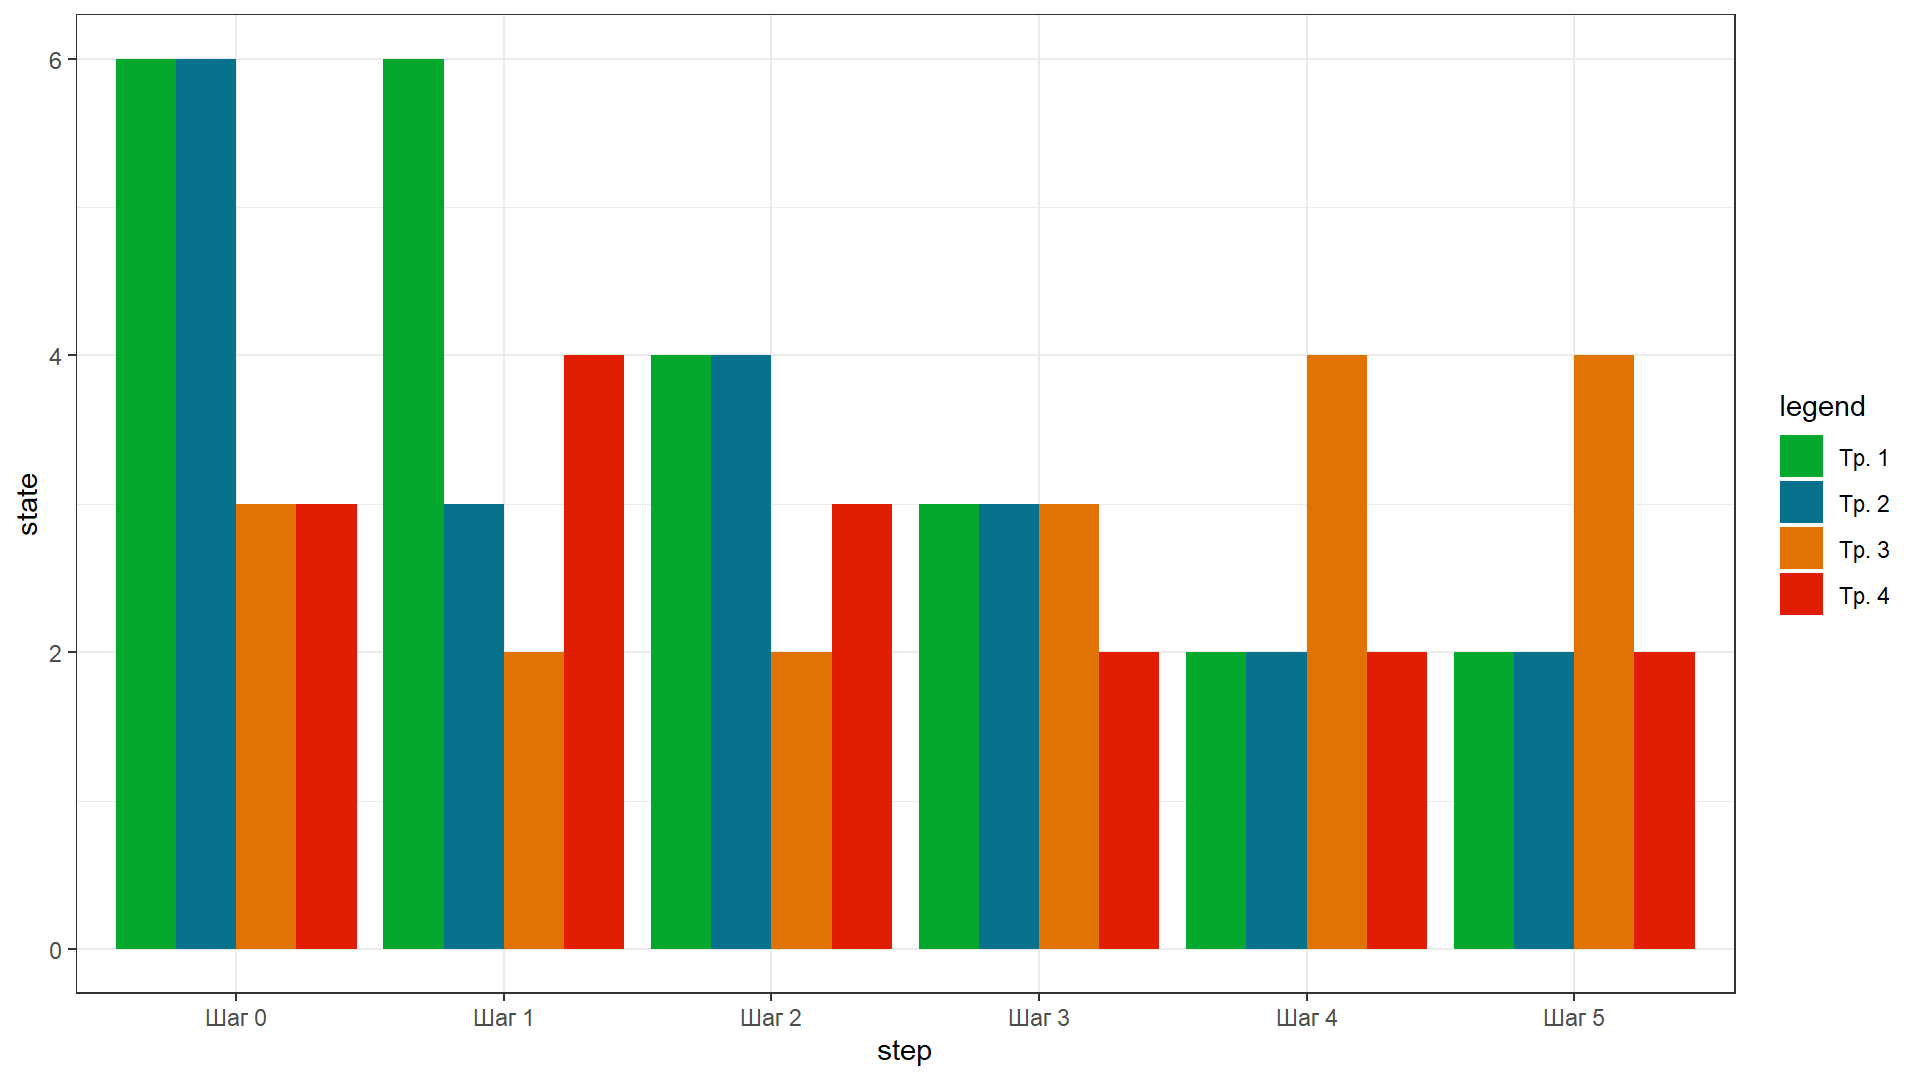 6
4
2
0
state
Шаг 0
Шаг 1
Шаг 2
Шаг 3
Шаг 4
Шаг 5
step
legend
Тр. 1
Тр. 2
Тр. 3
Тр. 4